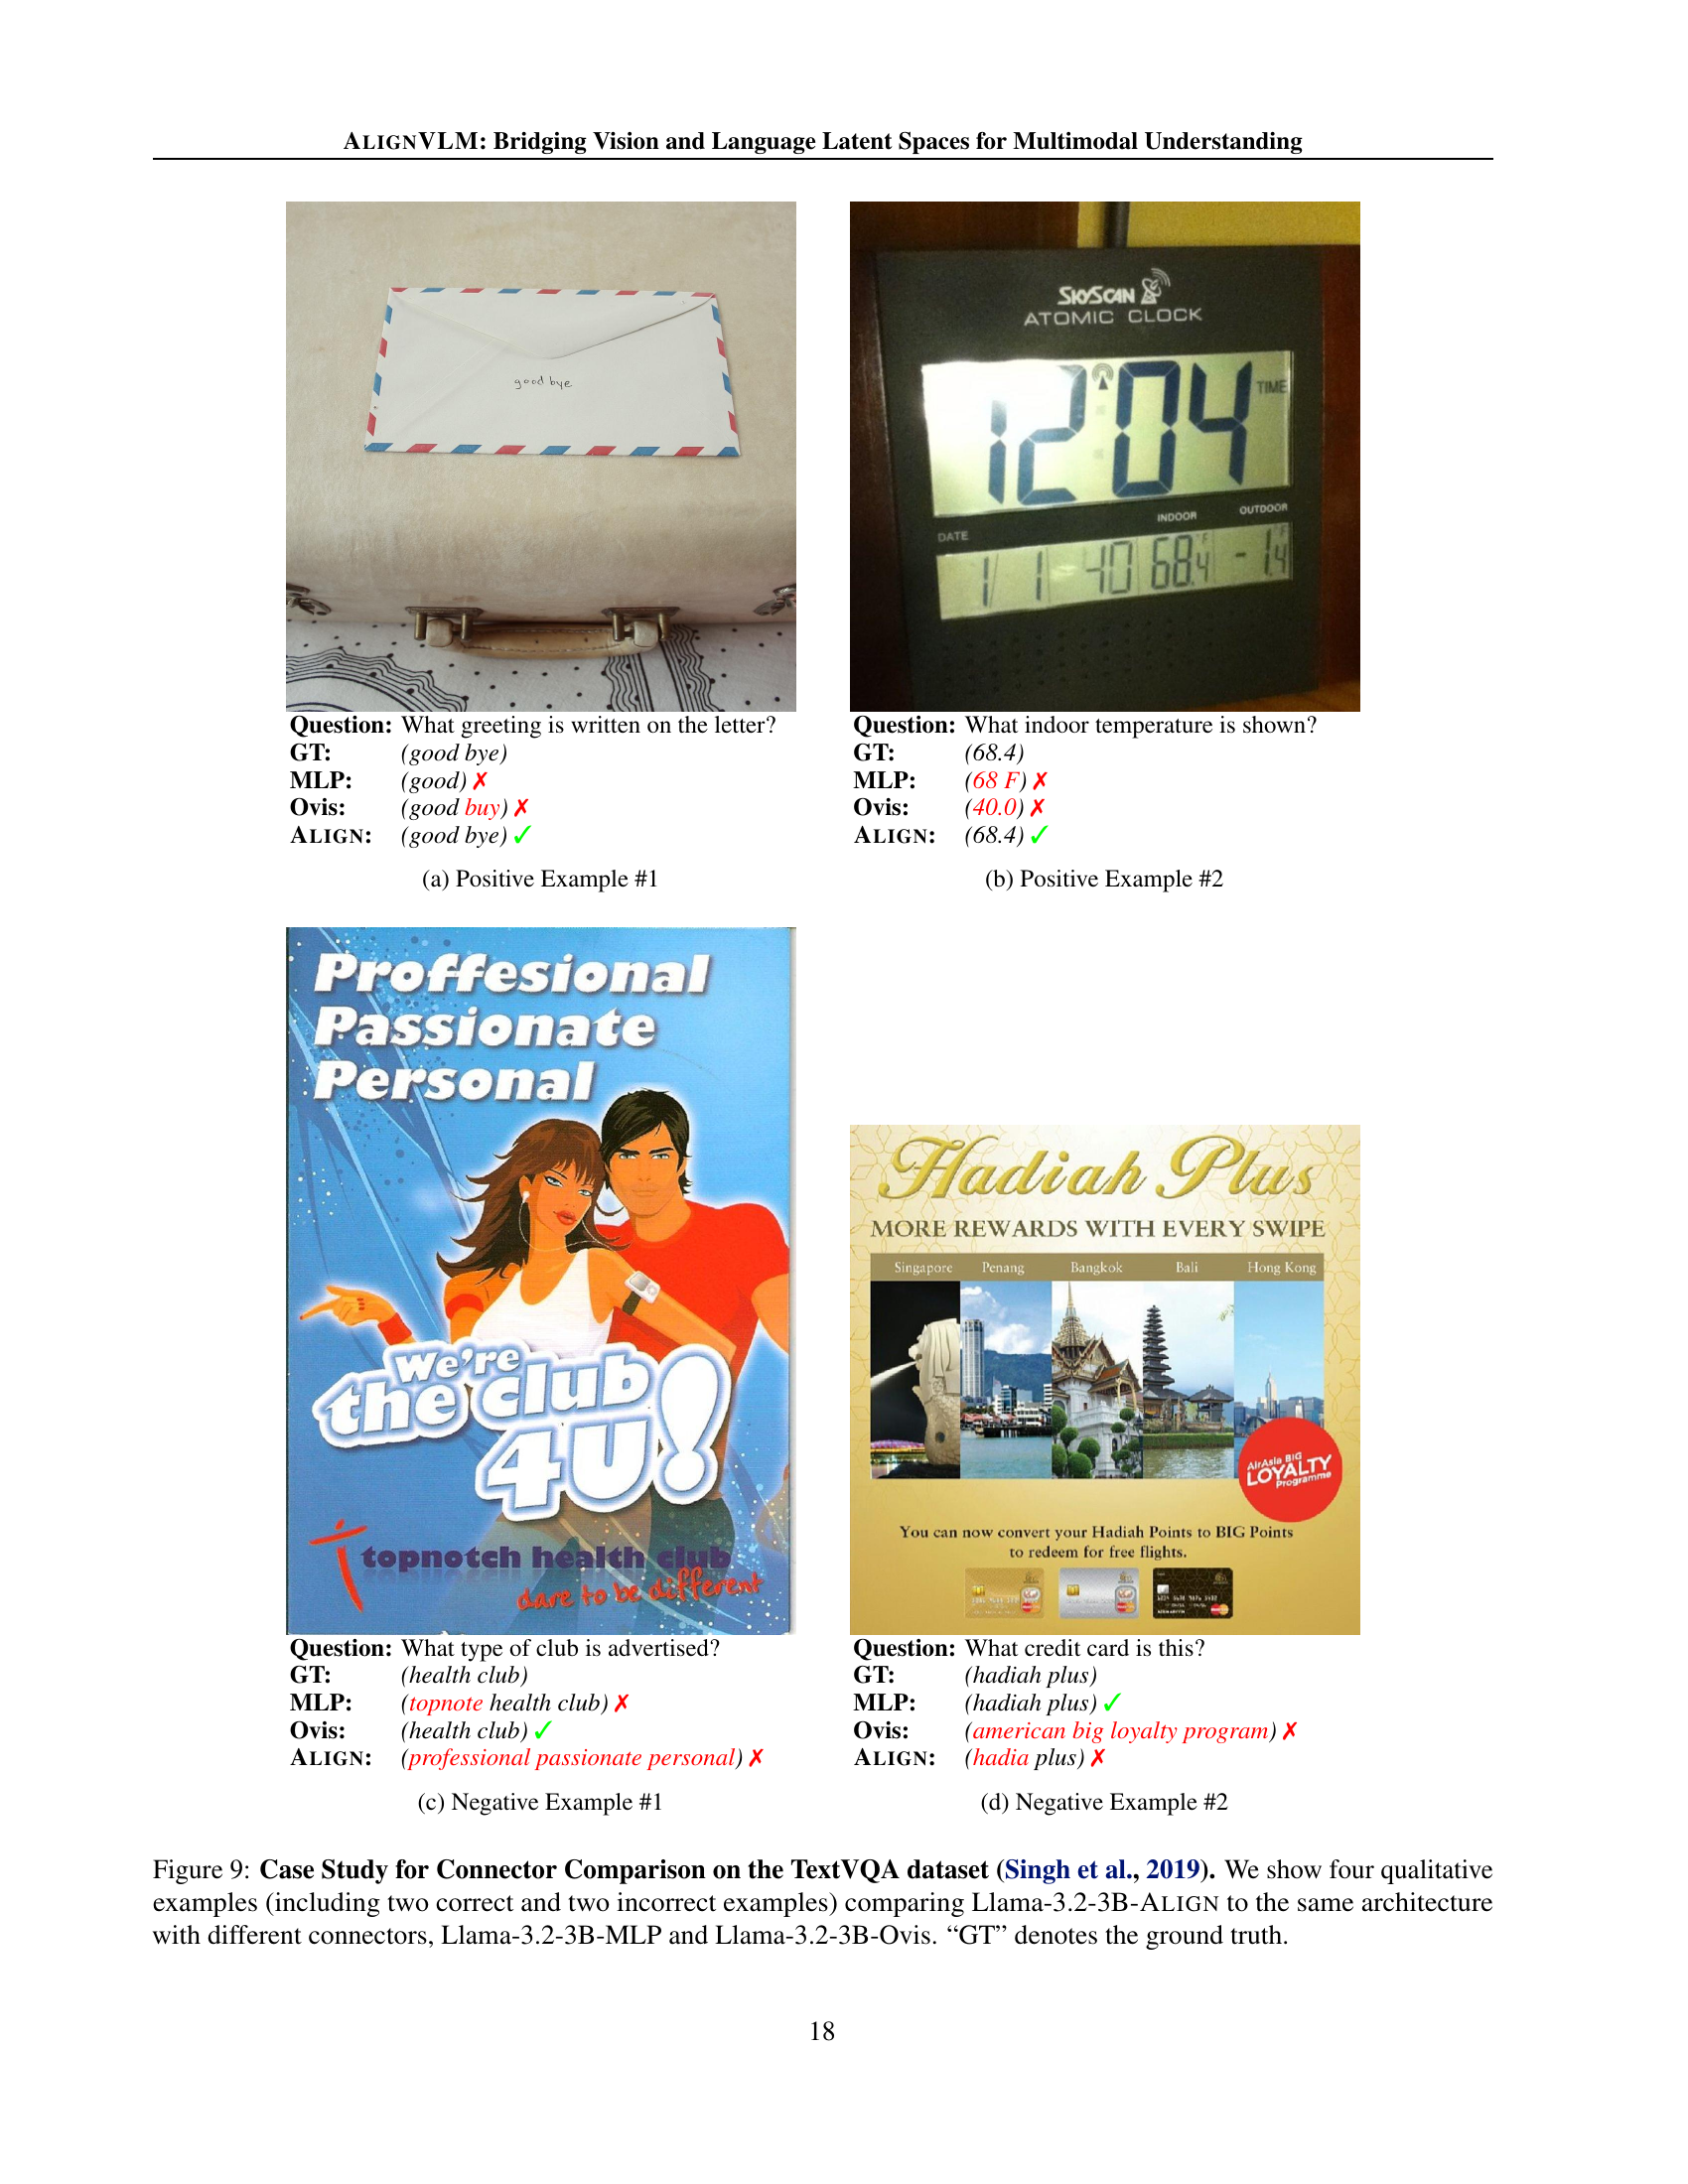 ALIGNVLM: Bridging Vision and Language Latent Spaces for Multimodal Understanding
good bye
Question: What greeting is written on the letter?
GT: (good bye)
MLP: (good) ✗
Ovis: (good buy) ✗
ALIGN: (good bye) ✓
(a) Positive Example #1
SKYSCAN
ATOMIC CLOCK
12:04
TIME
DATE
INDOOR
OUTDOOR
1/ 1 40 68.4 F -1.4 F
Question: What indoor temperature is shown?
GT: (68.4)
MLP: (68 F) ✗
Ovis: (40.0) ✗
ALIGN: (68.4) ✓
(b) Positive Example #2
Proffesional
Passionate
Personal
We're
the club
4U!
topnotch health club
dare to be different
Question: What type of club is advertised?
GT: (health club)
MLP: (topnote health club) ✗
Ovis: (health club) ✓
ALIGN: (professional passionate personal) ✗
(c) Negative Example #1
Hadiah Plus
MORE REWARDS WITH EVERY SWIPE
Singapore Penang Bangkok Bali Hong Kong
AirAsia BIG
LOYALTY
Programme
You can now convert your Hadiah Points to BIG Points
to redeem for free flights.
Question: What credit card is this?
GT: (hadiah plus)
MLP: (hadiah plus) ✓
Ovis: (american big loyalty program) ✗
ALIGN: (hadia plus) ✗
(d) Negative Example #2
Figure 9: Case Study for Connector Comparison on the TextVQA dataset (Singh et al., 2019). We show four qualitative
examples (including two correct and two incorrect examples) comparing Llama-3.2-3B-ALIGN to the same architecture
with different connectors, Llama-3.2-3B-MLP and Llama-3.2-3B-Ovis. “GT” denotes the ground truth.
18